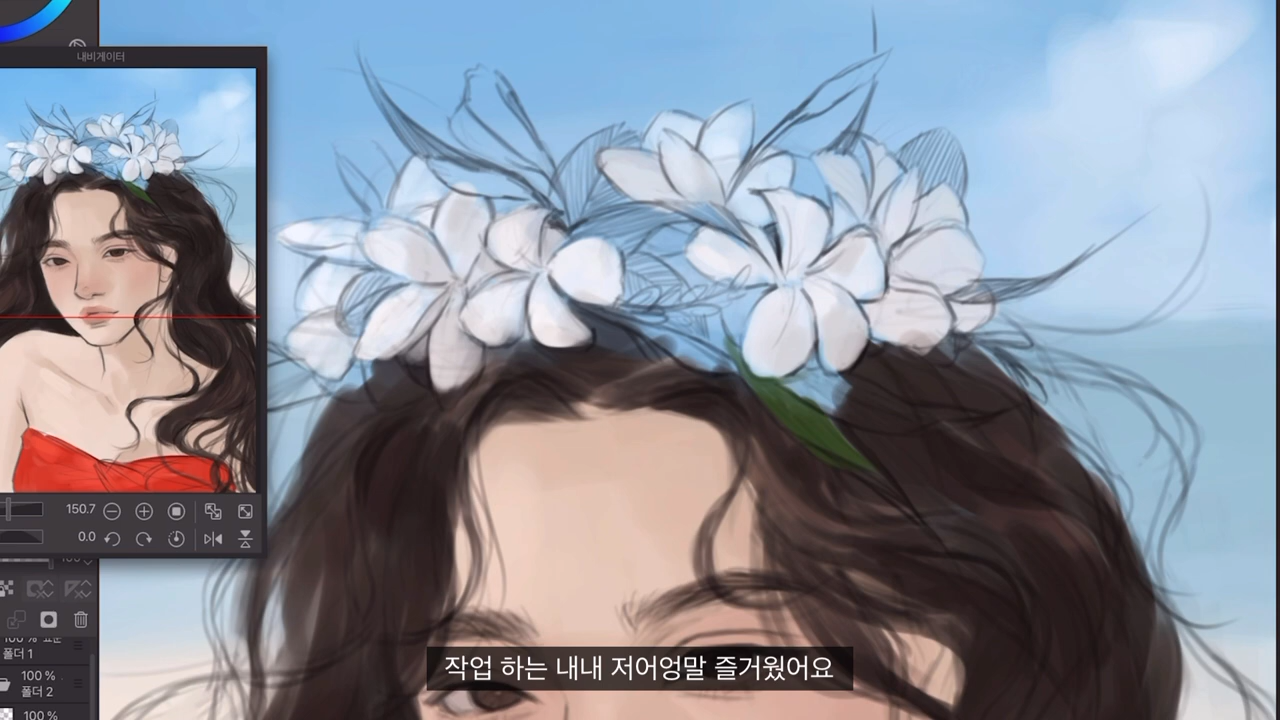 내비게이터
150.7
0.0
폴더 1
100 %
폴더 2
100 %
작업 하는 내내 저어엉말 즐거웠어요